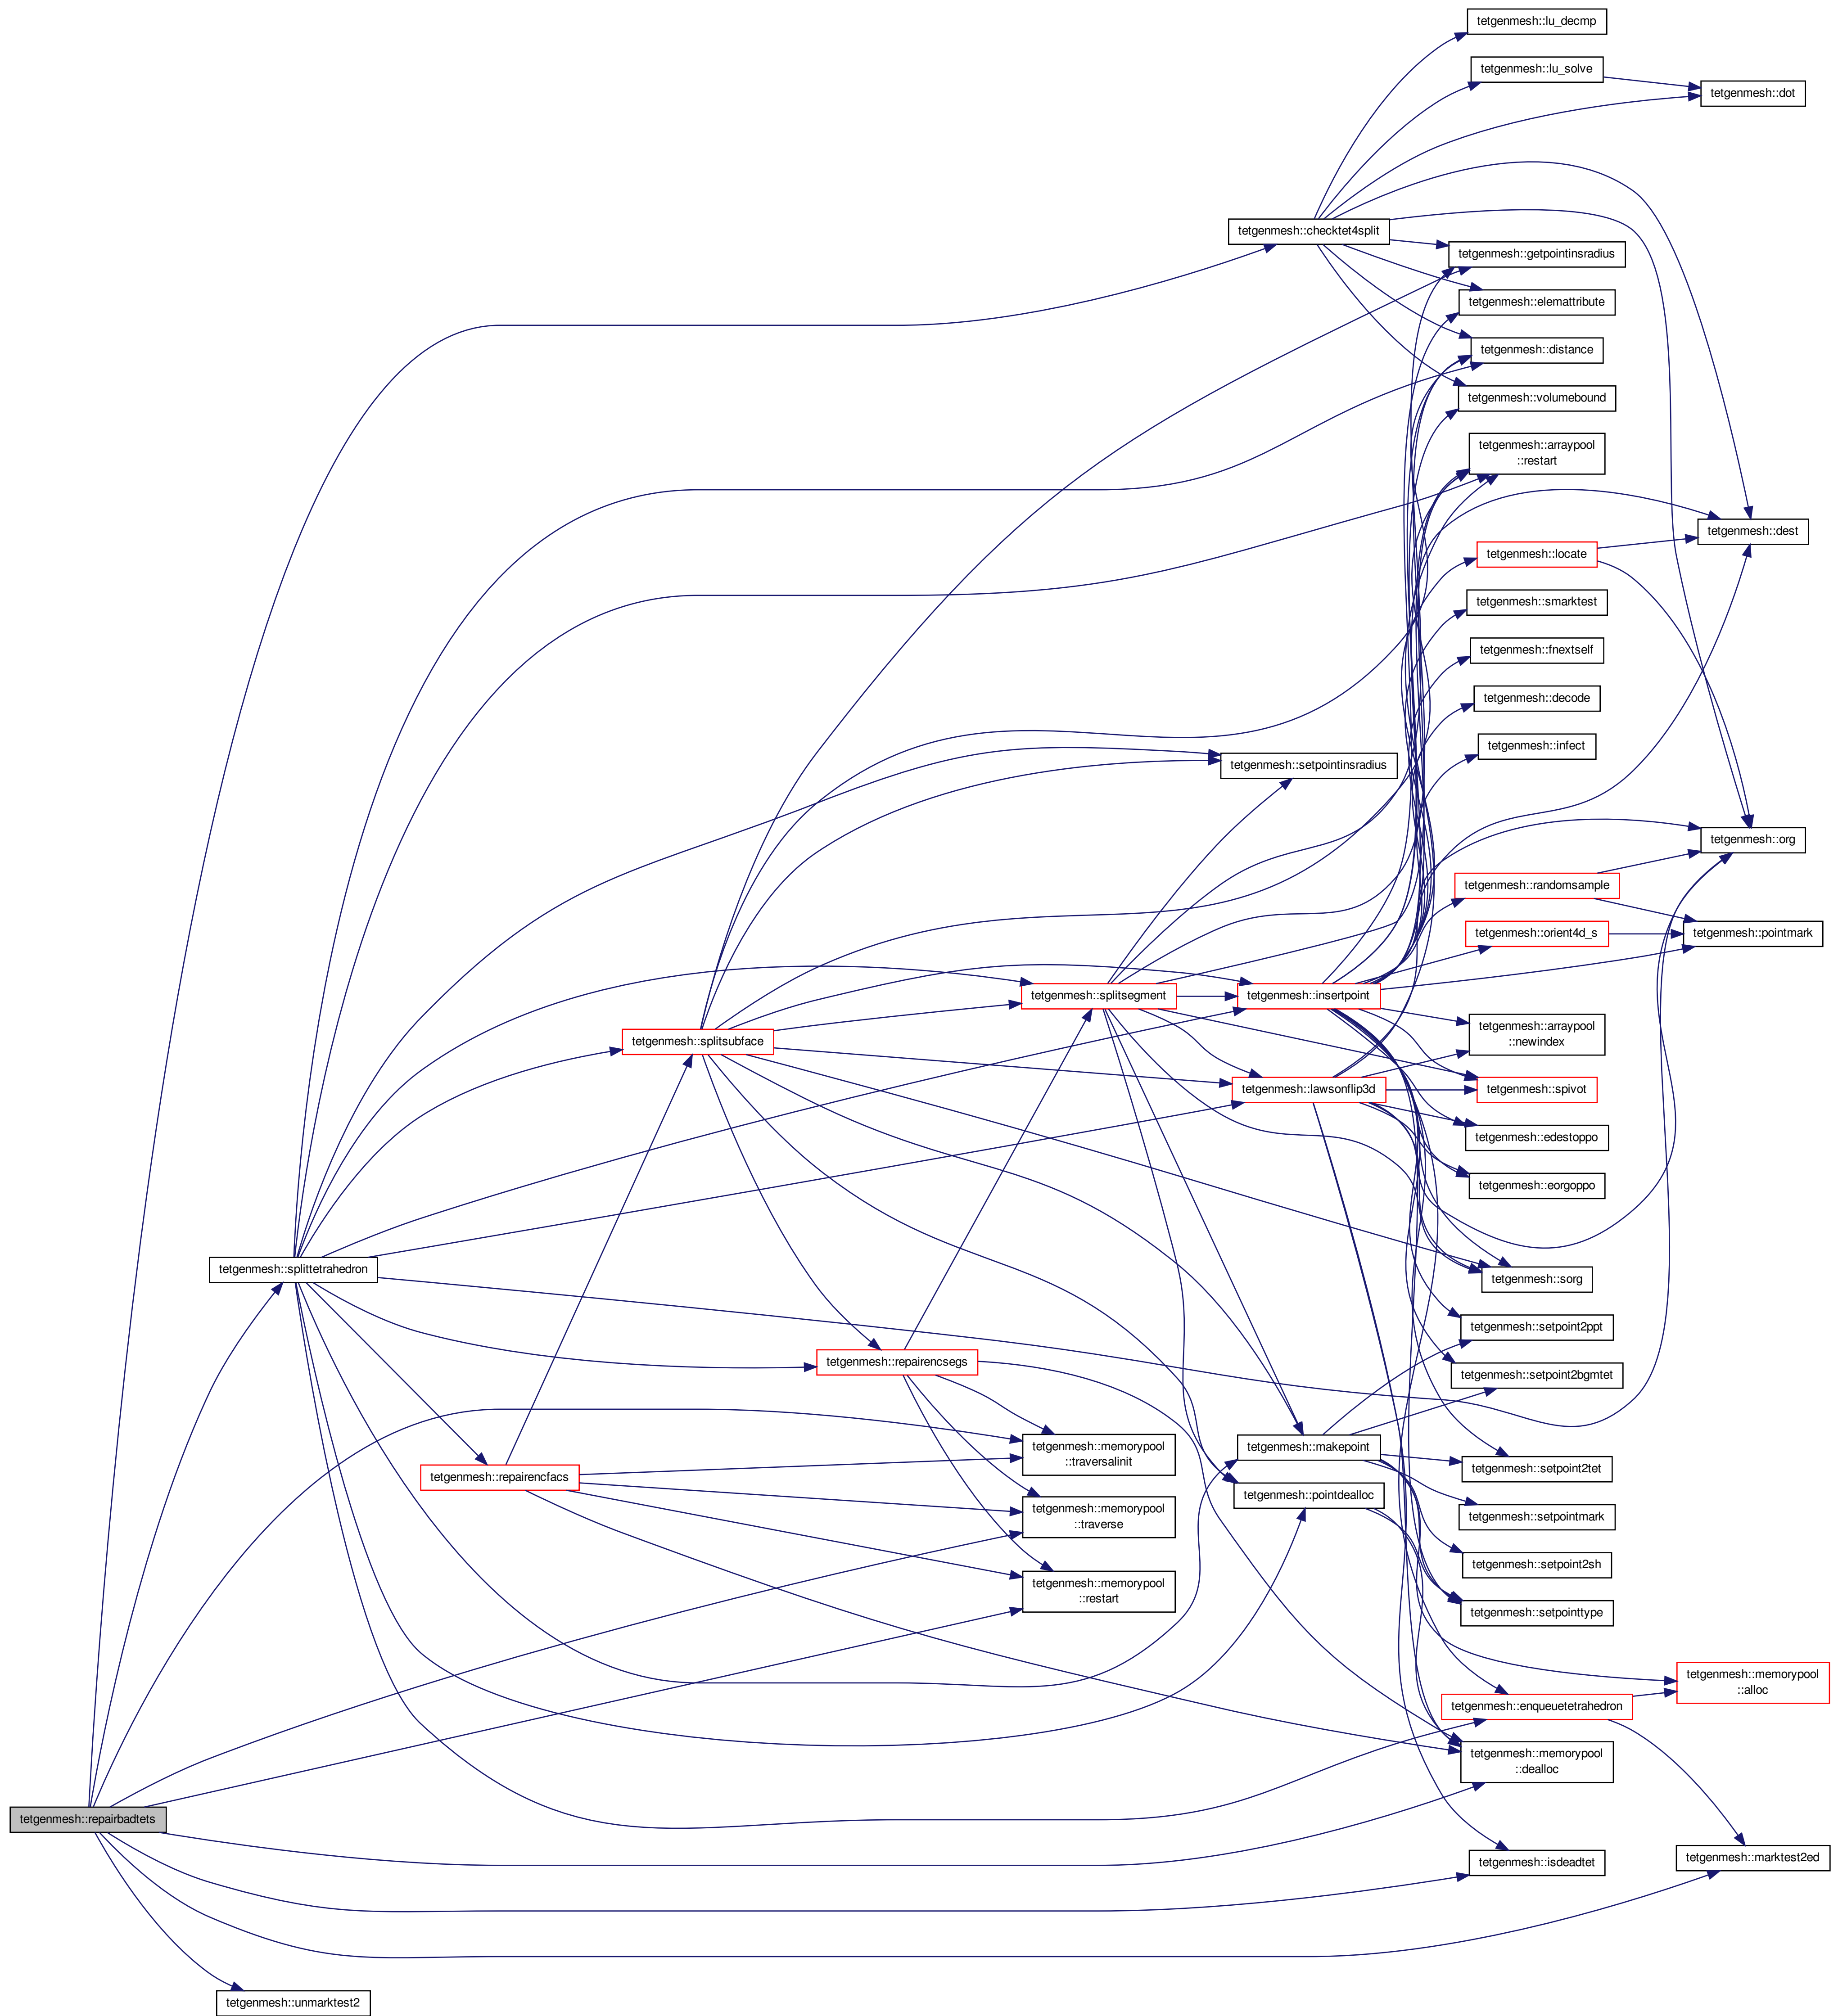 tetgenmesh::lu_decmp
tetgenmesh::lu_solve
tetgenmesh::dot
tetgenmesh::checktet4split
tetgenmesh::getpointinsradius
tetgenmesh::elemattribute
tetgenmesh::distance
tetgenmesh::volumebound
tetgenmesh::arraypool
::restart
tetgenmesh::dest
tetgenmesh::locate
tetgenmesh::smarktest
tetgenmesh::fnextself
tetgenmesh::decode
tetgenmesh::infect
tetgenmesh::setpointinsradius
tetgenmesh::org
tetgenmesh::randomsample
tetgenmesh::orient4d_s
tetgenmesh::pointmark
tetgenmesh::splitsegment
tetgenmesh::insertpoint
tetgenmesh::arraypool
::newindex
tetgenmesh::splitsubface
tetgenmesh::lawsonflip3d
tetgenmesh::spivot
tetgenmesh::edestoppo
tetgenmesh::eorgoppo
tetgenmesh::splittetrahedron
tetgenmesh::sorg
tetgenmesh::setpoint2ppt
tetgenmesh::repairencsegs
tetgenmesh::setpoint2bgmtet
tetgenmesh::memorypool
::traversalinit
tetgenmesh::makepoint
tetgenmesh::repairencfacs
tetgenmesh::setpoint2tet
tetgenmesh::pointdealloc
tetgenmesh::memorypool
::traverse
tetgenmesh::setpointmark
tetgenmesh::setpoint2sh
tetgenmesh::memorypool
::restart
tetgenmesh::setpointtype
tetgenmesh::memorypool
::alloc
tetgenmesh::enqueuetetrahedron
tetgenmesh::memorypool
::dealloc
tetgenmesh::repairbadtets
tetgenmesh::isdeadtet
tetgenmesh::marktest2ed
tetgenmesh::unmarktest2